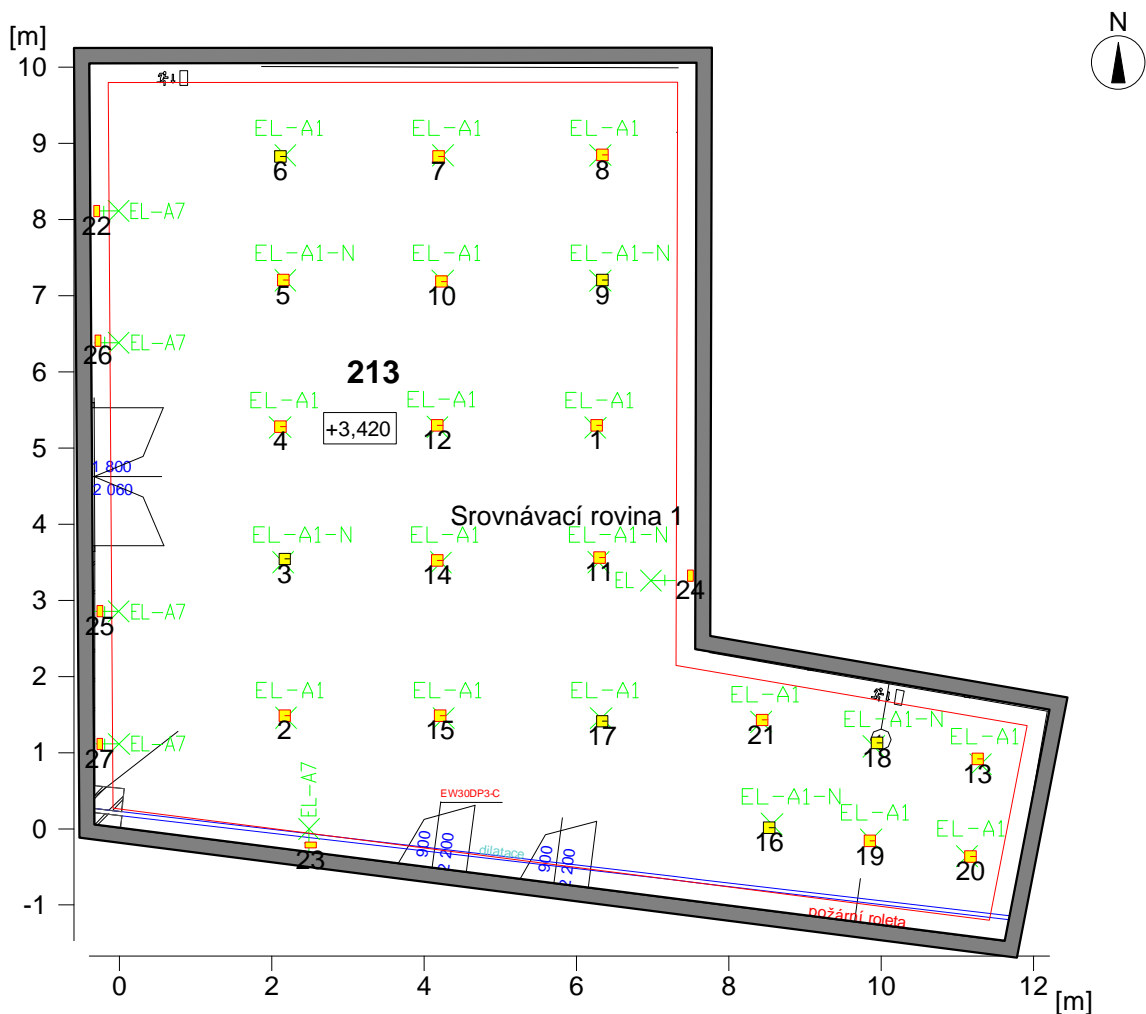 N
[m]
10
9
8
7
6
5
4
3
2
1
0
-1
EL-A1
EL-A1
EL-A1
6
7
8
22
EL-A7
EL-A1-N
EL-A1
EL-A1-N
5
10
9
26
EL-A7
213
EL-A1
EL-A1
EL-A1
4
+3,420
12
1
1 800
2 060
Srovnávací rovina 1
EL-A1-N
EL-A1
EL-A1-N
3
14
11
EL
24
25
EL-A7
EL-A1
EL-A1
EL-A1
EL-A1
EL-A1-N
EL-A1
2
15
17
21
18
13
27
EL-A7
EL-A7
23
EW30DP3-C
900
2 200
dilatace
900
2 200
EL-A1-N
EL-A1
EL-A1
16
19
20
požární roleta
0
2
4
6
8
10
12
[m]